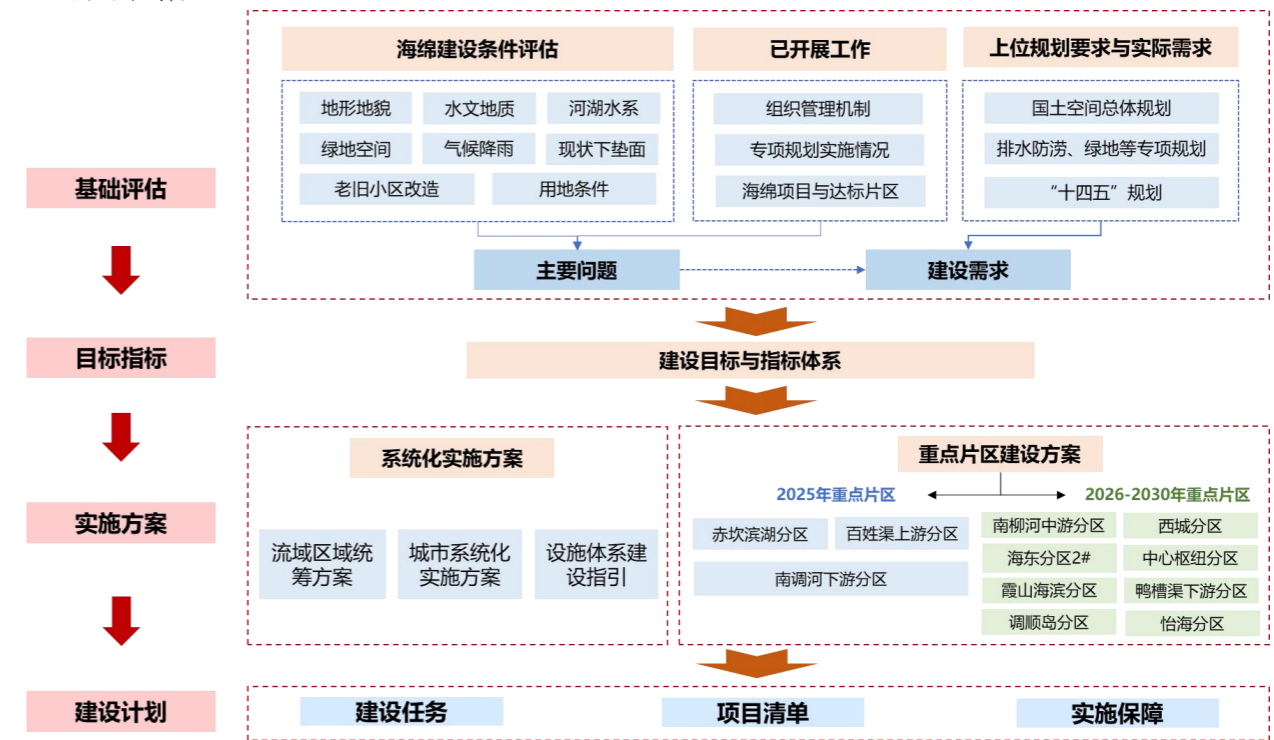 海绵建设条件评估
已开展工作
上位规划要求与实际需求
地形地貌
水文地质
河湖水系
组织管理机制
国土空间总体规划
绿地空间
气候降雨
现状下垫面
专项规划实施情况
排水防涝、绿地等专项规划
老旧小区改造
用地条件
海绵项目与达标片区
“十四五”规划
基础评估
主要问题
建设需求
目标指标
建设目标与指标体系
系统化实施方案
重点片区建设方案
2025年重点片区
2026-2030年重点片区
实施方案
流域区域统
筹方案
城市系统化
实施方案
设施体系建
设指引
赤坎滨湖分区
百姓渠上游分区
南调河下游分区
南柳河中游分区
西城分区
海东分区2#
中心枢纽分区
霞山海滨分区
鸭槽渠下游分区
调顺岛分区
怡海分区
建设计划
建设任务
项目清单
实施保障